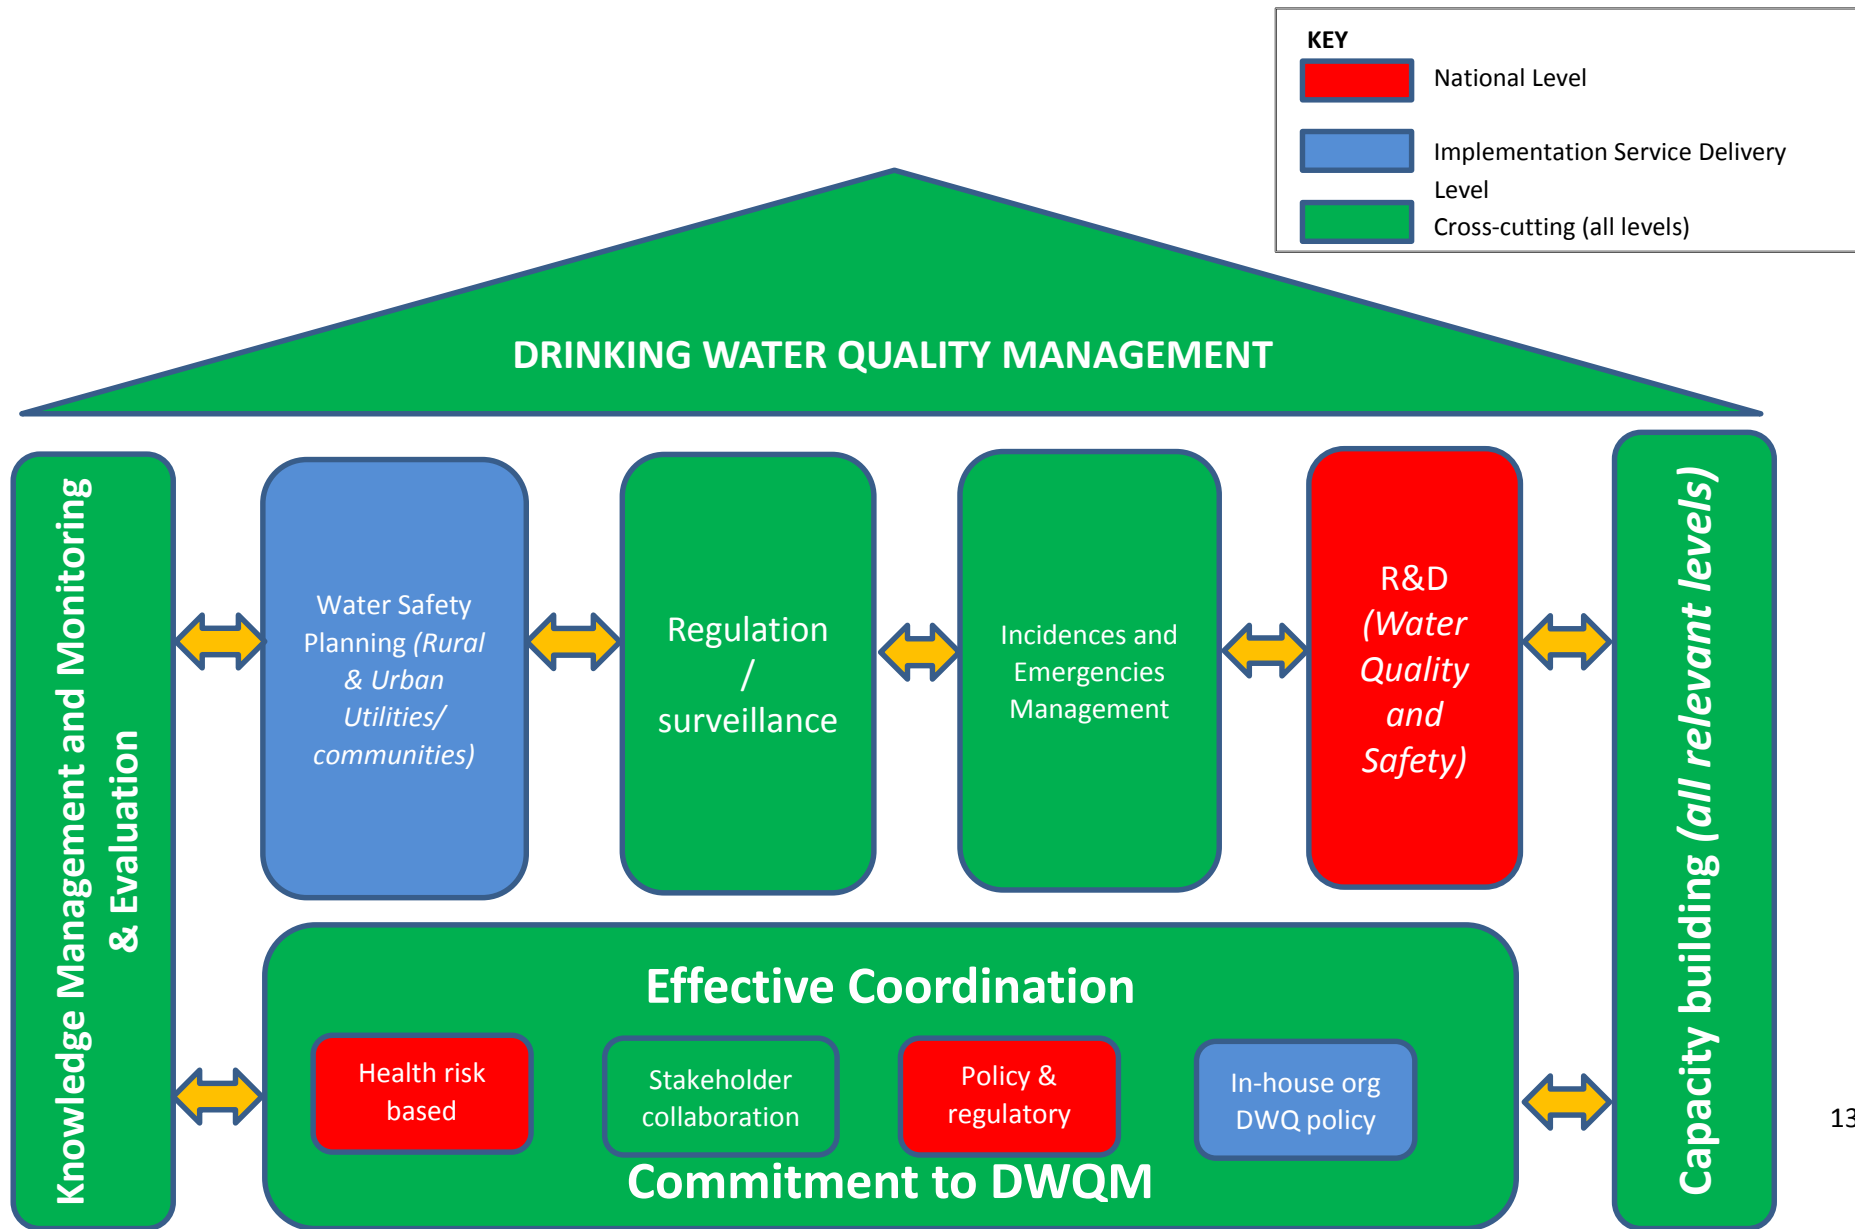 KEY
National Level
Implementation Service Delivery
Level
Cross-cutting (all levels)
DRINKING WATER QUALITY MANAGEMENT
Knowledge Management and Monitoring
& Evaluation
Water Safety
Planning (Rural
& Urban
Utilities/
communities)
Regulation
/
surveillance
Incidences and
Emergencies
Management
R&D
(Water
Quality
and
Safety)
Capacity building (all relevant levels)
Effective Coordination
Health risk
based
Stakeholder
collaboration
Policy &
regulatory
In-house org
DWQ policy
Commitment to DWQM
13